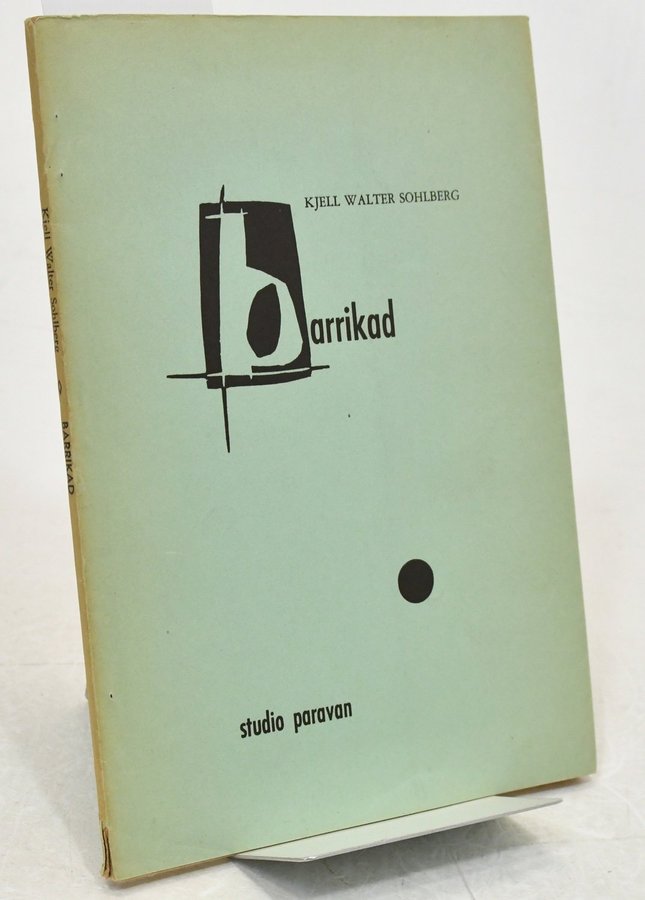 KJELL WALTER SOHLBERG
barrikad
studio paravan
Kjell Walter Sohlberg BARRIKAD